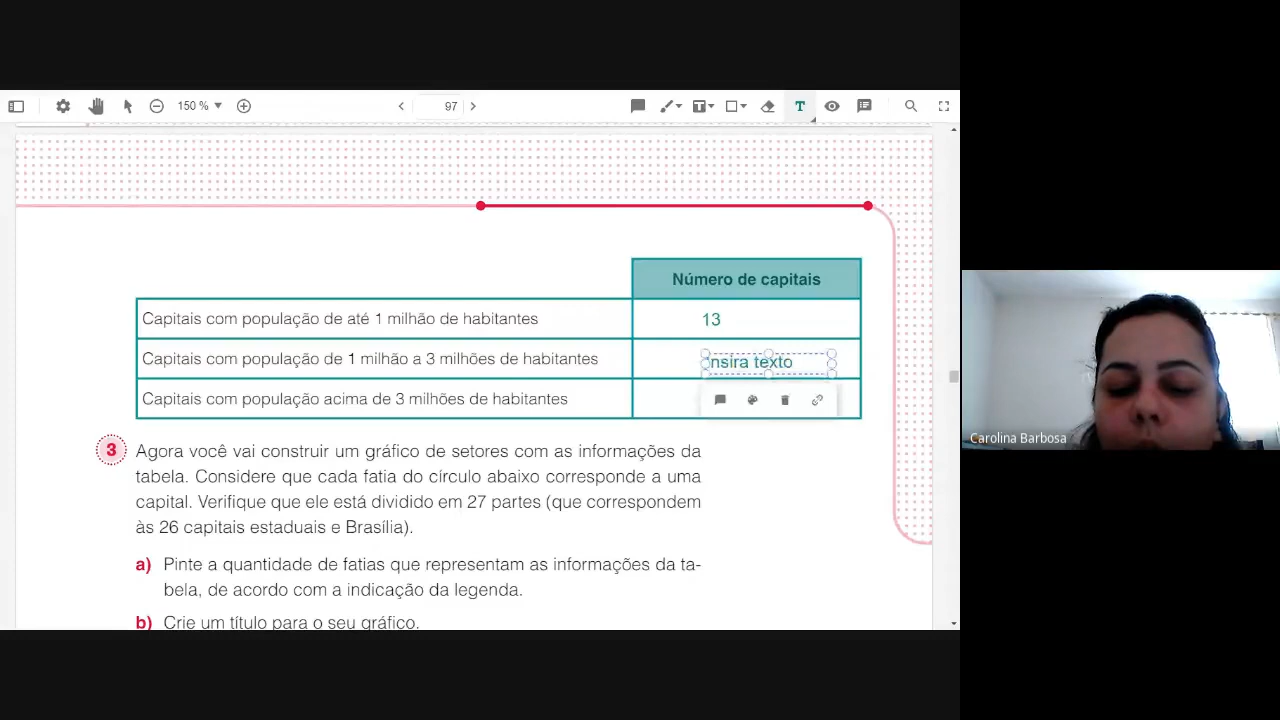 150 %
97
Número de capitais
Capitais com população de até 1 milhão de habitantes 13
Capitais com população de 1 milhão a 3 milhões de habitantes nsira texto
Capitais com população acima de 3 milhões de habitantes
3 Agora você vai construir um gráfico de setores com as informações da
tabela. Considere que cada fatia do círculo abaixo corresponde a uma
capital. Verifique que ele está dividido em 27 partes (que correspondem
às 26 capitais estaduais e Brasília).
a) Pinte a quantidade de fatias que representam as informações da ta-
bela, de acordo com a indicação da legenda.
b) Crie um título para o seu gráfico.
Carolina Barbosa